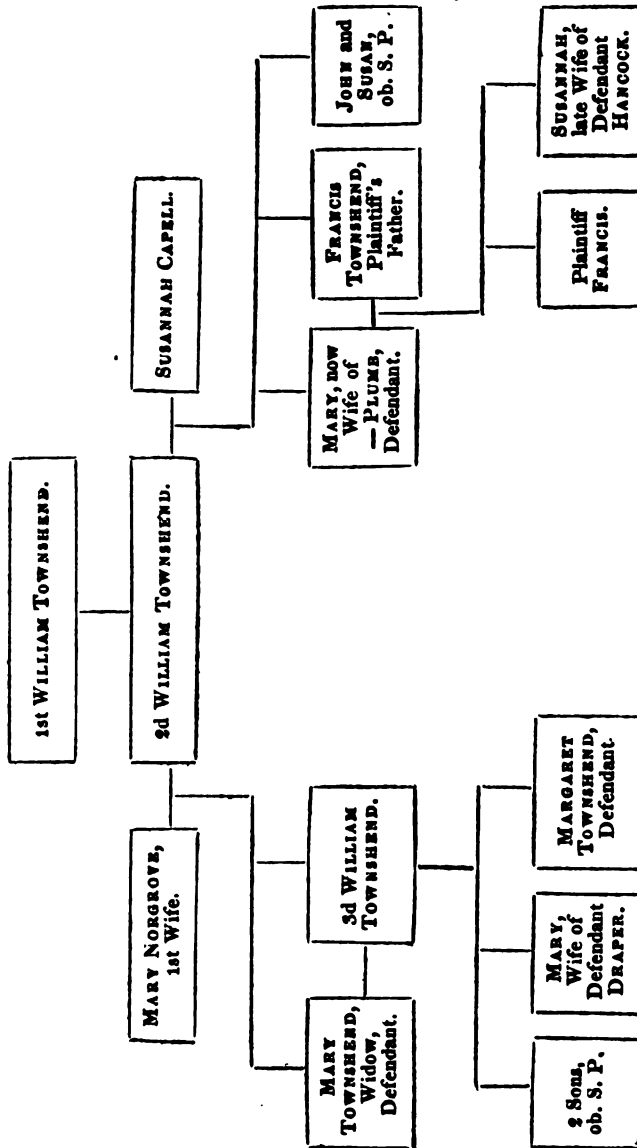 1st WILLIAM TOWNSHEND.
MARY NORGROVE,
1st Wife.
2d WILLIAM TOWNSHEND.
SUSANNAH CAPELL.
MARY
TOWNSHEND,
Widow,
Defendant.
3d WILLIAM
TOWNSHEND.
MARY, now
Wife of
— PLUMB,
Defendant.
FRANCIS
TOWNSHEND,
Plaintiff's
Father.
JOHN and
SUSAN,
ob. S. P.
2 Sons,
ob. S. P.
MARY,
Wife of
Defendant
DRAPER.
MARGARET
TOWNSHEND,
Defendant.
Plaintiff
FRANCIS.
SUSANNAH,
late Wife of
Defendant
HANCOCK.